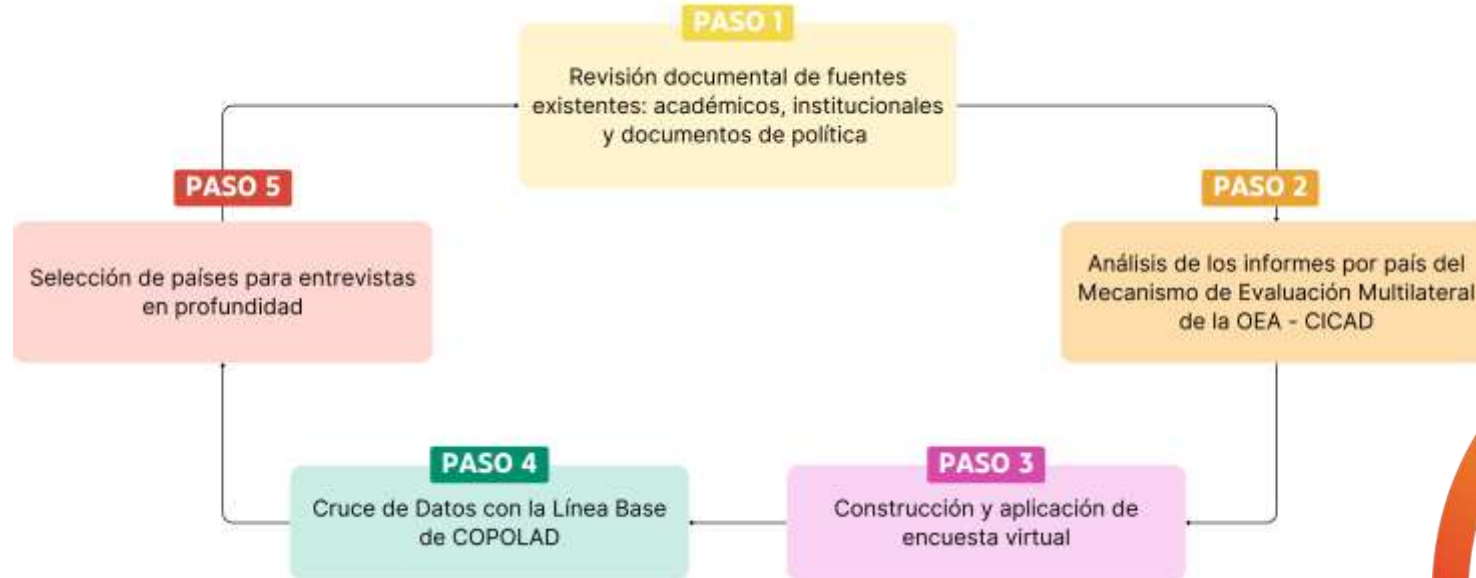 PASO 1
Revisión documental de fuentes
existentes: académicos, institucionales
y documentos de política
PASO 2
Análisis de los informes por país del
Mecanismo de Evaluación Multilateral
de la OEA - CICAD
PASO 3
Construcción y aplicación de
encuesta virtual
PASO 4
Cruce de Datos con la Línea Base
de COPOLAD
PASO 5
Selección de países para entrevistas
en profundidad